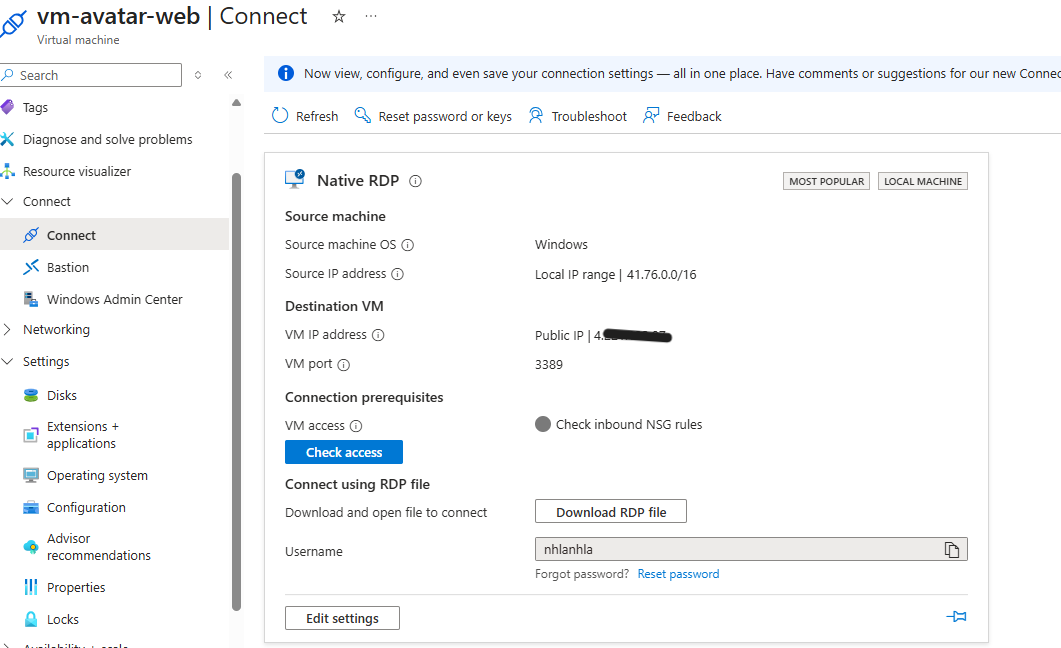 vm-avatar-web | Connect
Virtual machine
Search
Tags
Diagnose and solve problems
Resource visualizer
Connect
Connect
Bastion
Windows Admin Center
Networking
Settings
Disks
Extensions +
applications
Operating system
Configuration
Advisor
recommendations
Properties
Locks
Now view, configure, and even save your connection settings — all in one place. Have comments or suggestions for our new Connec
Refresh
Reset password or keys
Troubleshoot
Feedback
Native RDP
MOST POPULAR
LOCAL MACHINE
Source machine
Source machine OS
Windows
Source IP address
Local IP range | 41.76.0.0/16
Destination VM
VM IP address
Public IP | 4.
VM port
3389
Connection prerequisites
VM access
Check inbound NSG rules
Check access
Connect using RDP file
Download and open file to connect
Download RDP file
Username
nhlanhla
Forgot password? Reset password
Edit settings